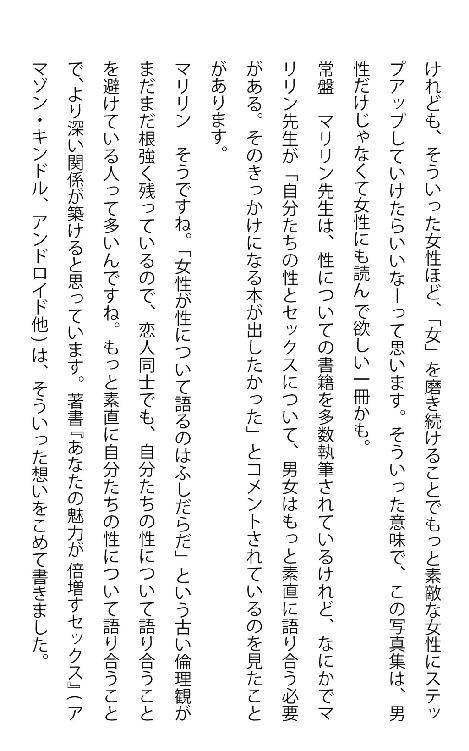 けれども、そういった女性ほど、「女」を磨き続けることでもっと素敵な女性にステッ
プアップしていけたらいいなーって思います。そういった意味で、この写真集は、男
性だけじゃなくて女性にも読んで欲しい一冊かも。
常盤　マリリン先生は、性についての書籍を多数執筆されているけれど、なにかでマ
リリン先生が「自分たちの性とセックスについて、男女はもっと素直に語り合う必要
がある。そのきっかけになる本が出したかった」とコメントされているのを見たこと
があります。
マリリン　そうですね。「女性が性について語るのはふしだらだ」という古い倫理観が
まだまだ根強く残っているので、恋人同士でも、自分たちの性について語り合うこと
を避けている人って多いんですね。もっと素直に自分たちの性について語り合うこと
で、より深い関係が築けると思っています。著書『あなたの魅力が 倍増すセックス』（ア
マゾン・キンドル、アンドロイド他）は、そういった想いをこめて書きました。